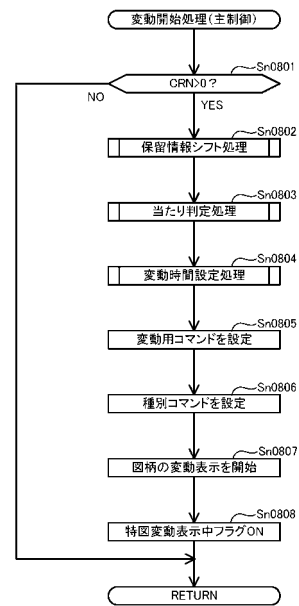 変動開始処理(主制御)
Sn0801
CRN>0?
NO
YES
Sn0802
保留情報シフト処理
Sn0803
当たり判定処理
Sn0804
変動時間設定処理
Sn0805
変動用コマンドを設定
Sn0806
種別コマンドを設定
Sn0807
図柄の変動表示を開始
Sn0808
特図変動表示中フラグON
RETURN